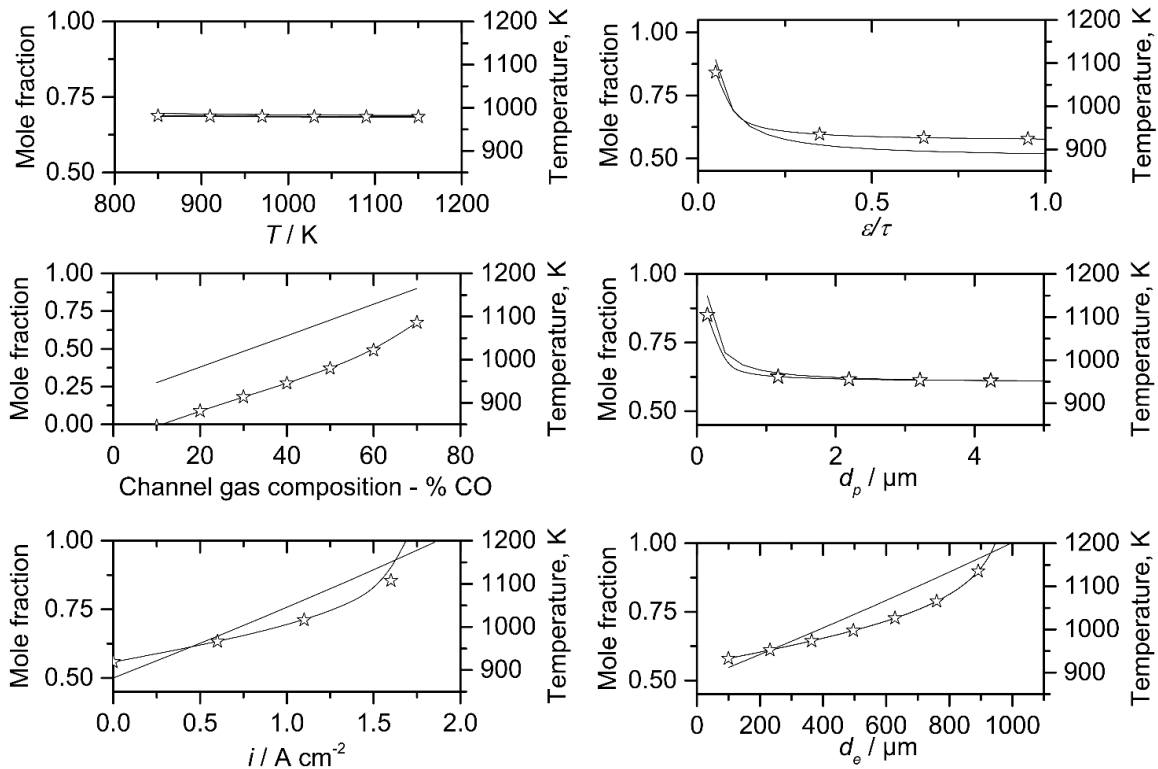 Mole fraction
1.00
0.75
0.50
800 900 1000 1100 1200
T / K
1200
1100
1000
900
Temperature, K
Mole fraction
1.00
0.75
0.50
0.0 0.5 1.0
ε/τ
1200
1100
1000
900
Temperature, K
Mole fraction
1.00
0.75
0.50
0.25
0.00
0 20 40 60 80
Channel gas composition - % CO
1200
1100
1000
900
Temperature, K
Mole fraction
1.00
0.75
0.50
0 2 4
dp / µm
1200
1100
1000
900
Temperature, K
Mole fraction
1.00
0.75
0.50
0.0 0.5 1.0 1.5 2.0
i / A cm-2
1200
1100
1000
900
Temperature, K
Mole fraction
1.00
0.75
0.50
0 200 400 600 800 1000
de / µm
1200
1100
1000
900
Temperature, K